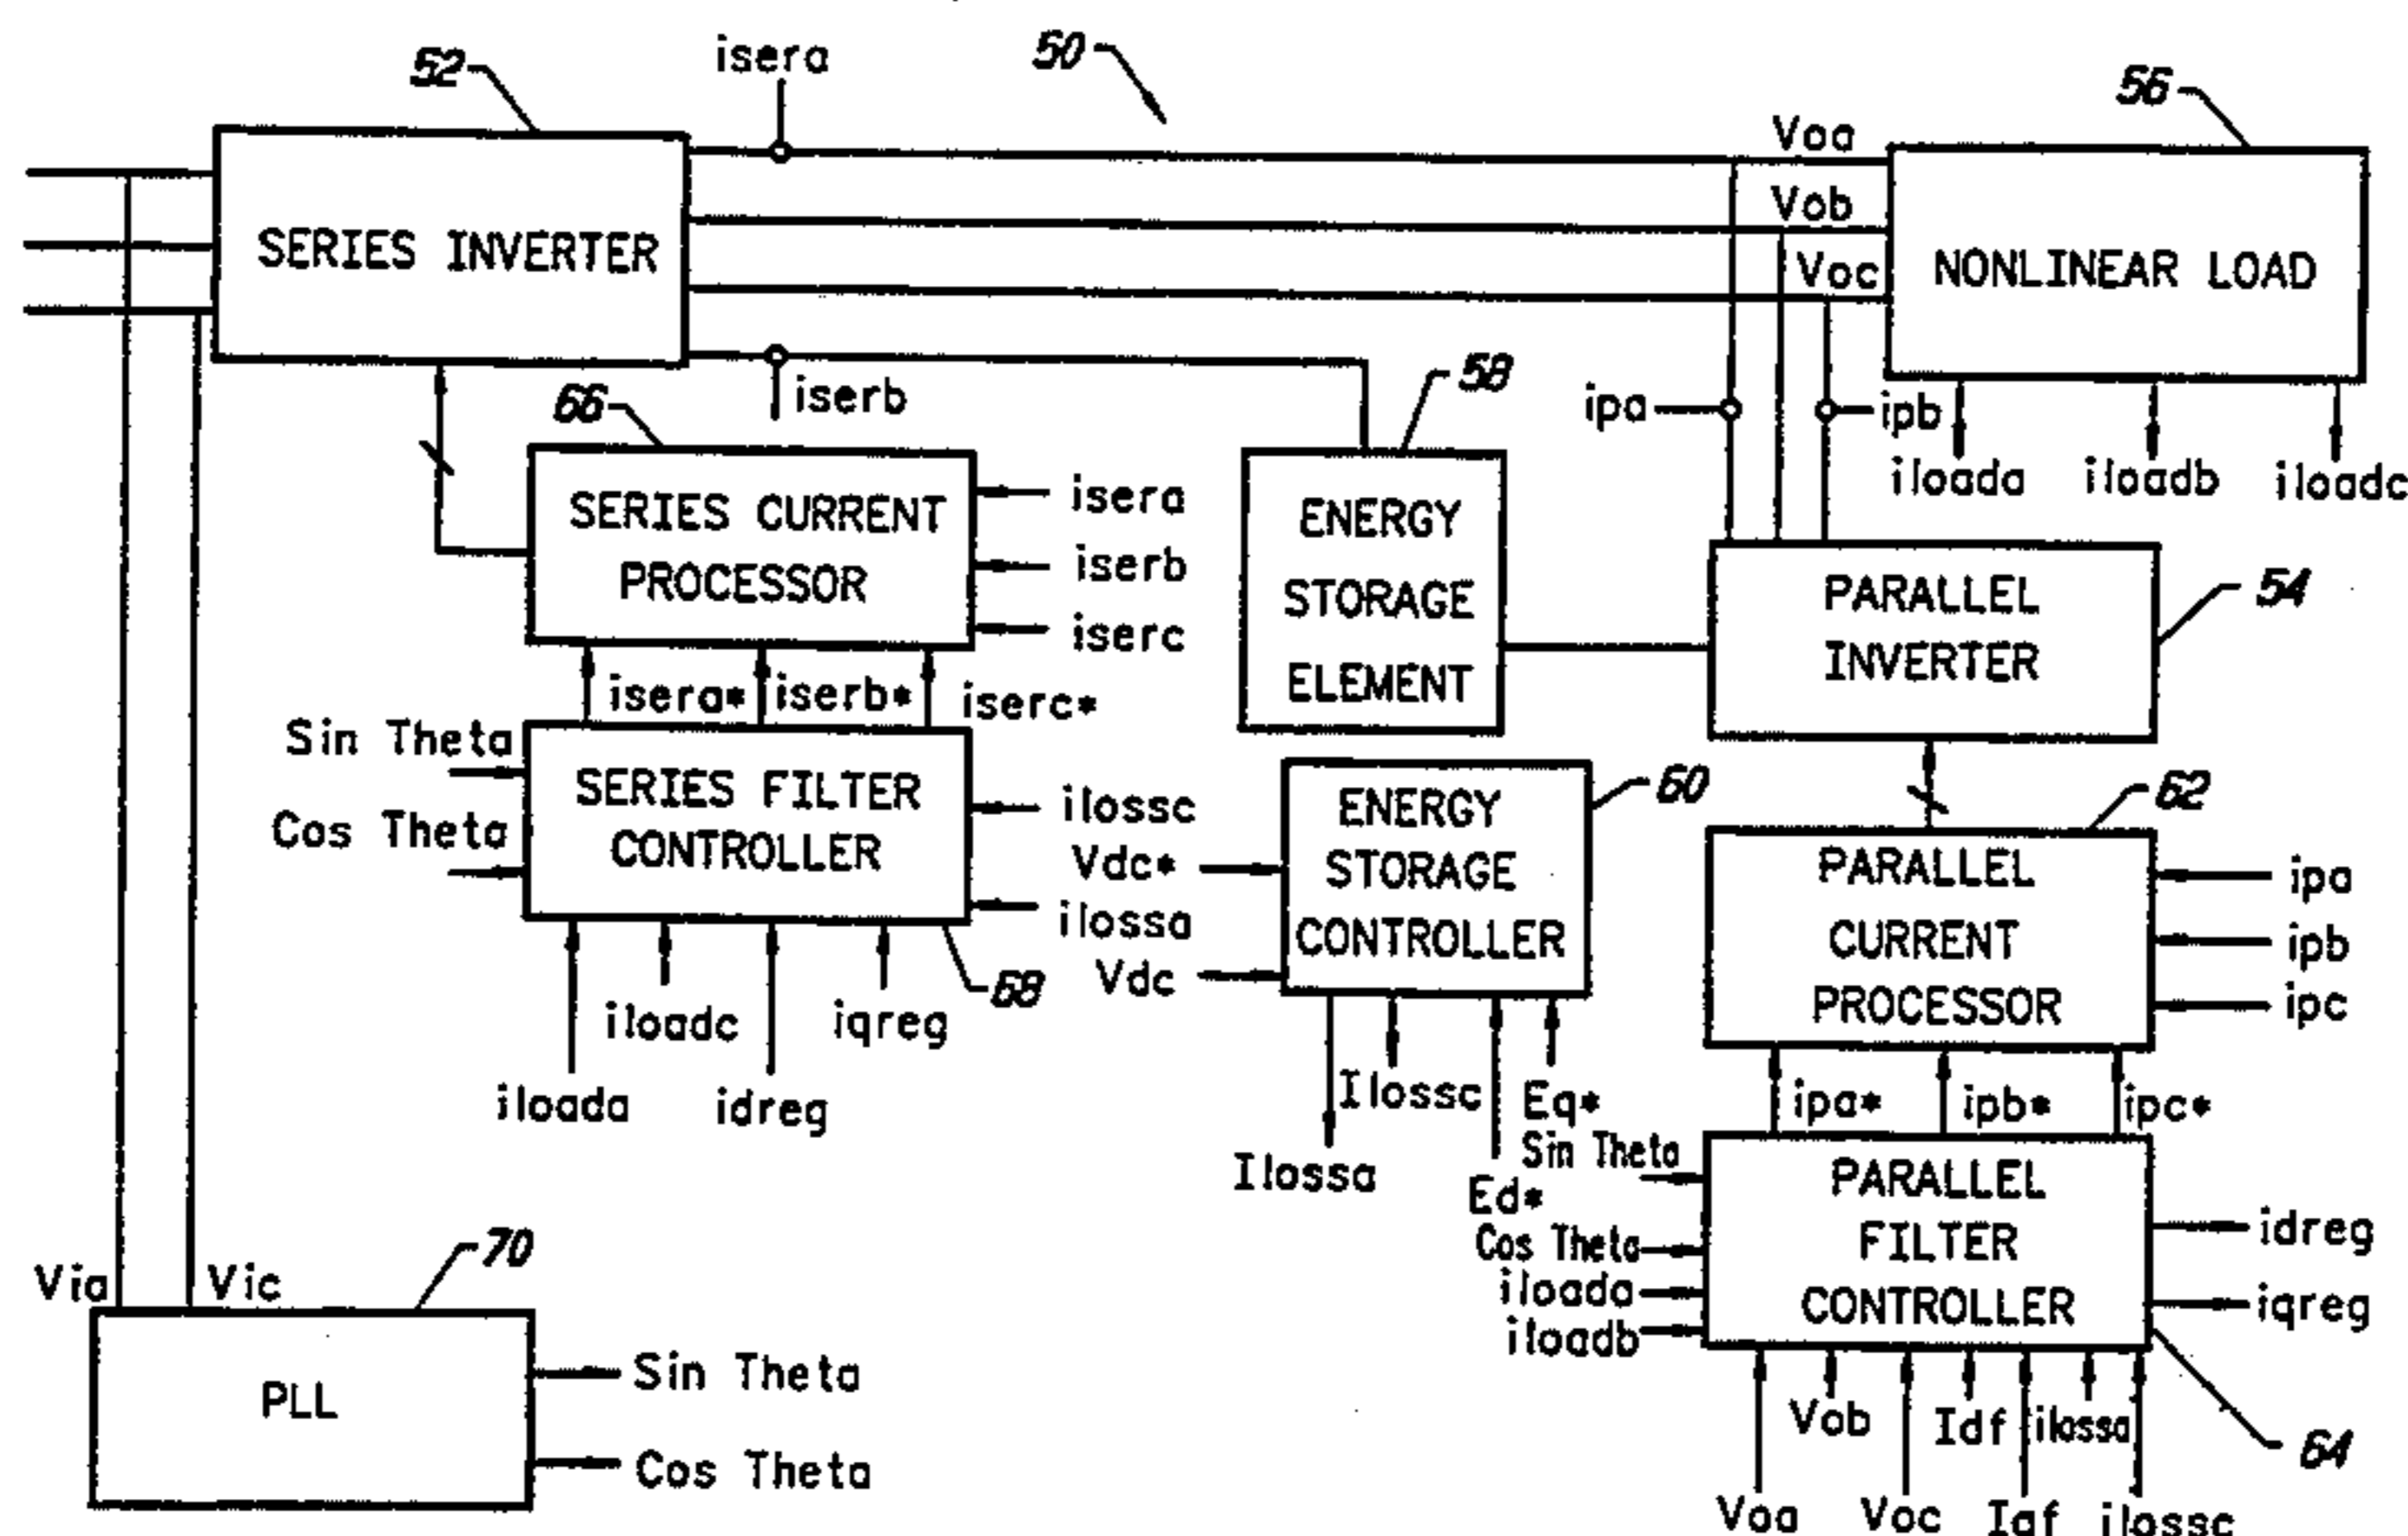 52
isera
50
56
Voa
Vob
Voc
SERIES INVERTER
NONLINEAR LOAD
iserb
66
58
ipa
ipb
iloada
iloadb
iloadc
SERIES CURRENT
PROCESSOR
isera
iserb
iserc
ENERGY
STORAGE
ELEMENT
PARALLEL
INVERTER
54
isera*
iserb*
iserc*
Sin Theta
Cos Theta
SERIES FILTER
CONTROLLER
ilossc
ilossa
68
iloada
iloadc
idreg
iqreg
Vdc*
Vdc
ENERGY
STORAGE
CONTROLLER
60
Ilossa
Ilossc
Ed*
Eq*
62
PARALLEL
CURRENT
PROCESSOR
ipa
ipb
ipc
ipa*
ipb*
ipc*
Sin Theta
Cos Theta
iloada
iloadb
PARALLEL
FILTER
CONTROLLER
idreg
iqreg
64
Voa
Vob
Voc
Idf
Iqf
ilossa
ilossc
Via
Vic
70
PLL
Sin Theta
Cos Theta